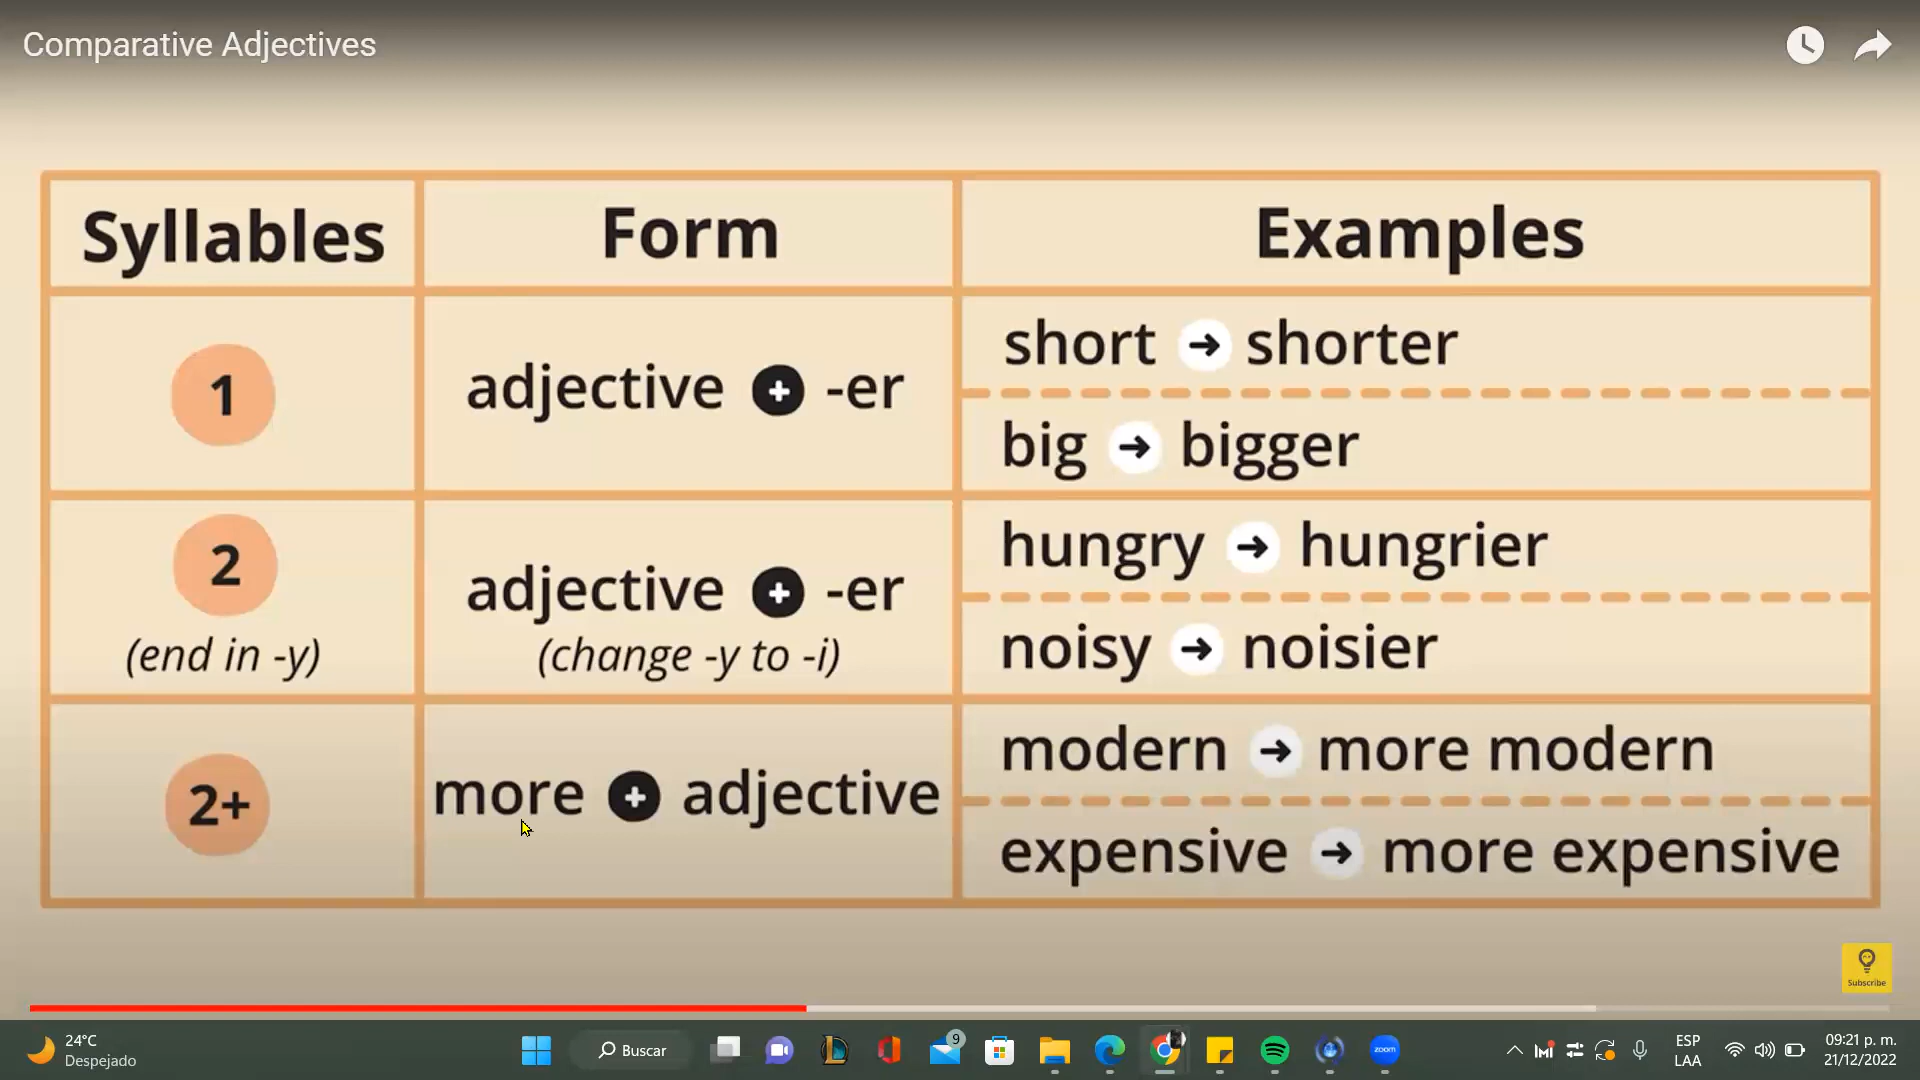 Comparative Adjectives
Syllables Form Examples
1 adjective + -er short → shorter
big → bigger
2 (end in -y) adjective + -er (change -y to -i) hungry → hungrier
noisy → noisier
2+ more + adjective modern → more modern
expensive → more expensive
Subscribe
24°C
Despejado
Buscar
9
zoom
ESP
LAA
09:21 p. m.
21/12/2022